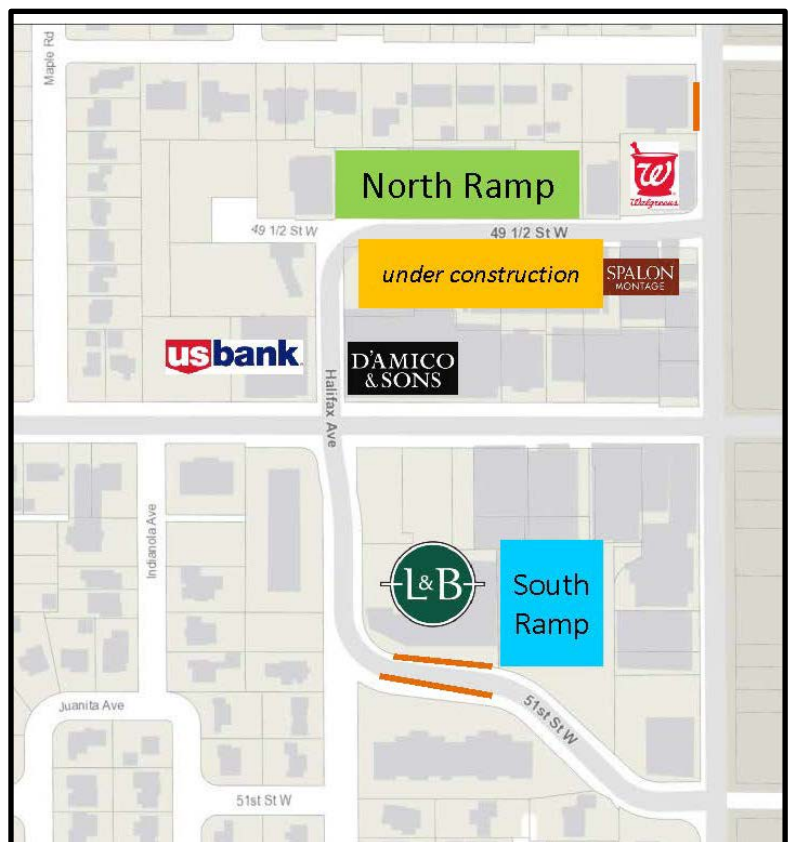 Maple Rd
North Ramp
W
Walgreens
49 1/2 St W
49 1/2 St W
under construction
SPALON
MONTAGE
usbank
D'AMICO
& SONS
Halifax Ave
Indianola Ave
L&B
South
Ramp
Juanita Ave
51st St W
51st St W